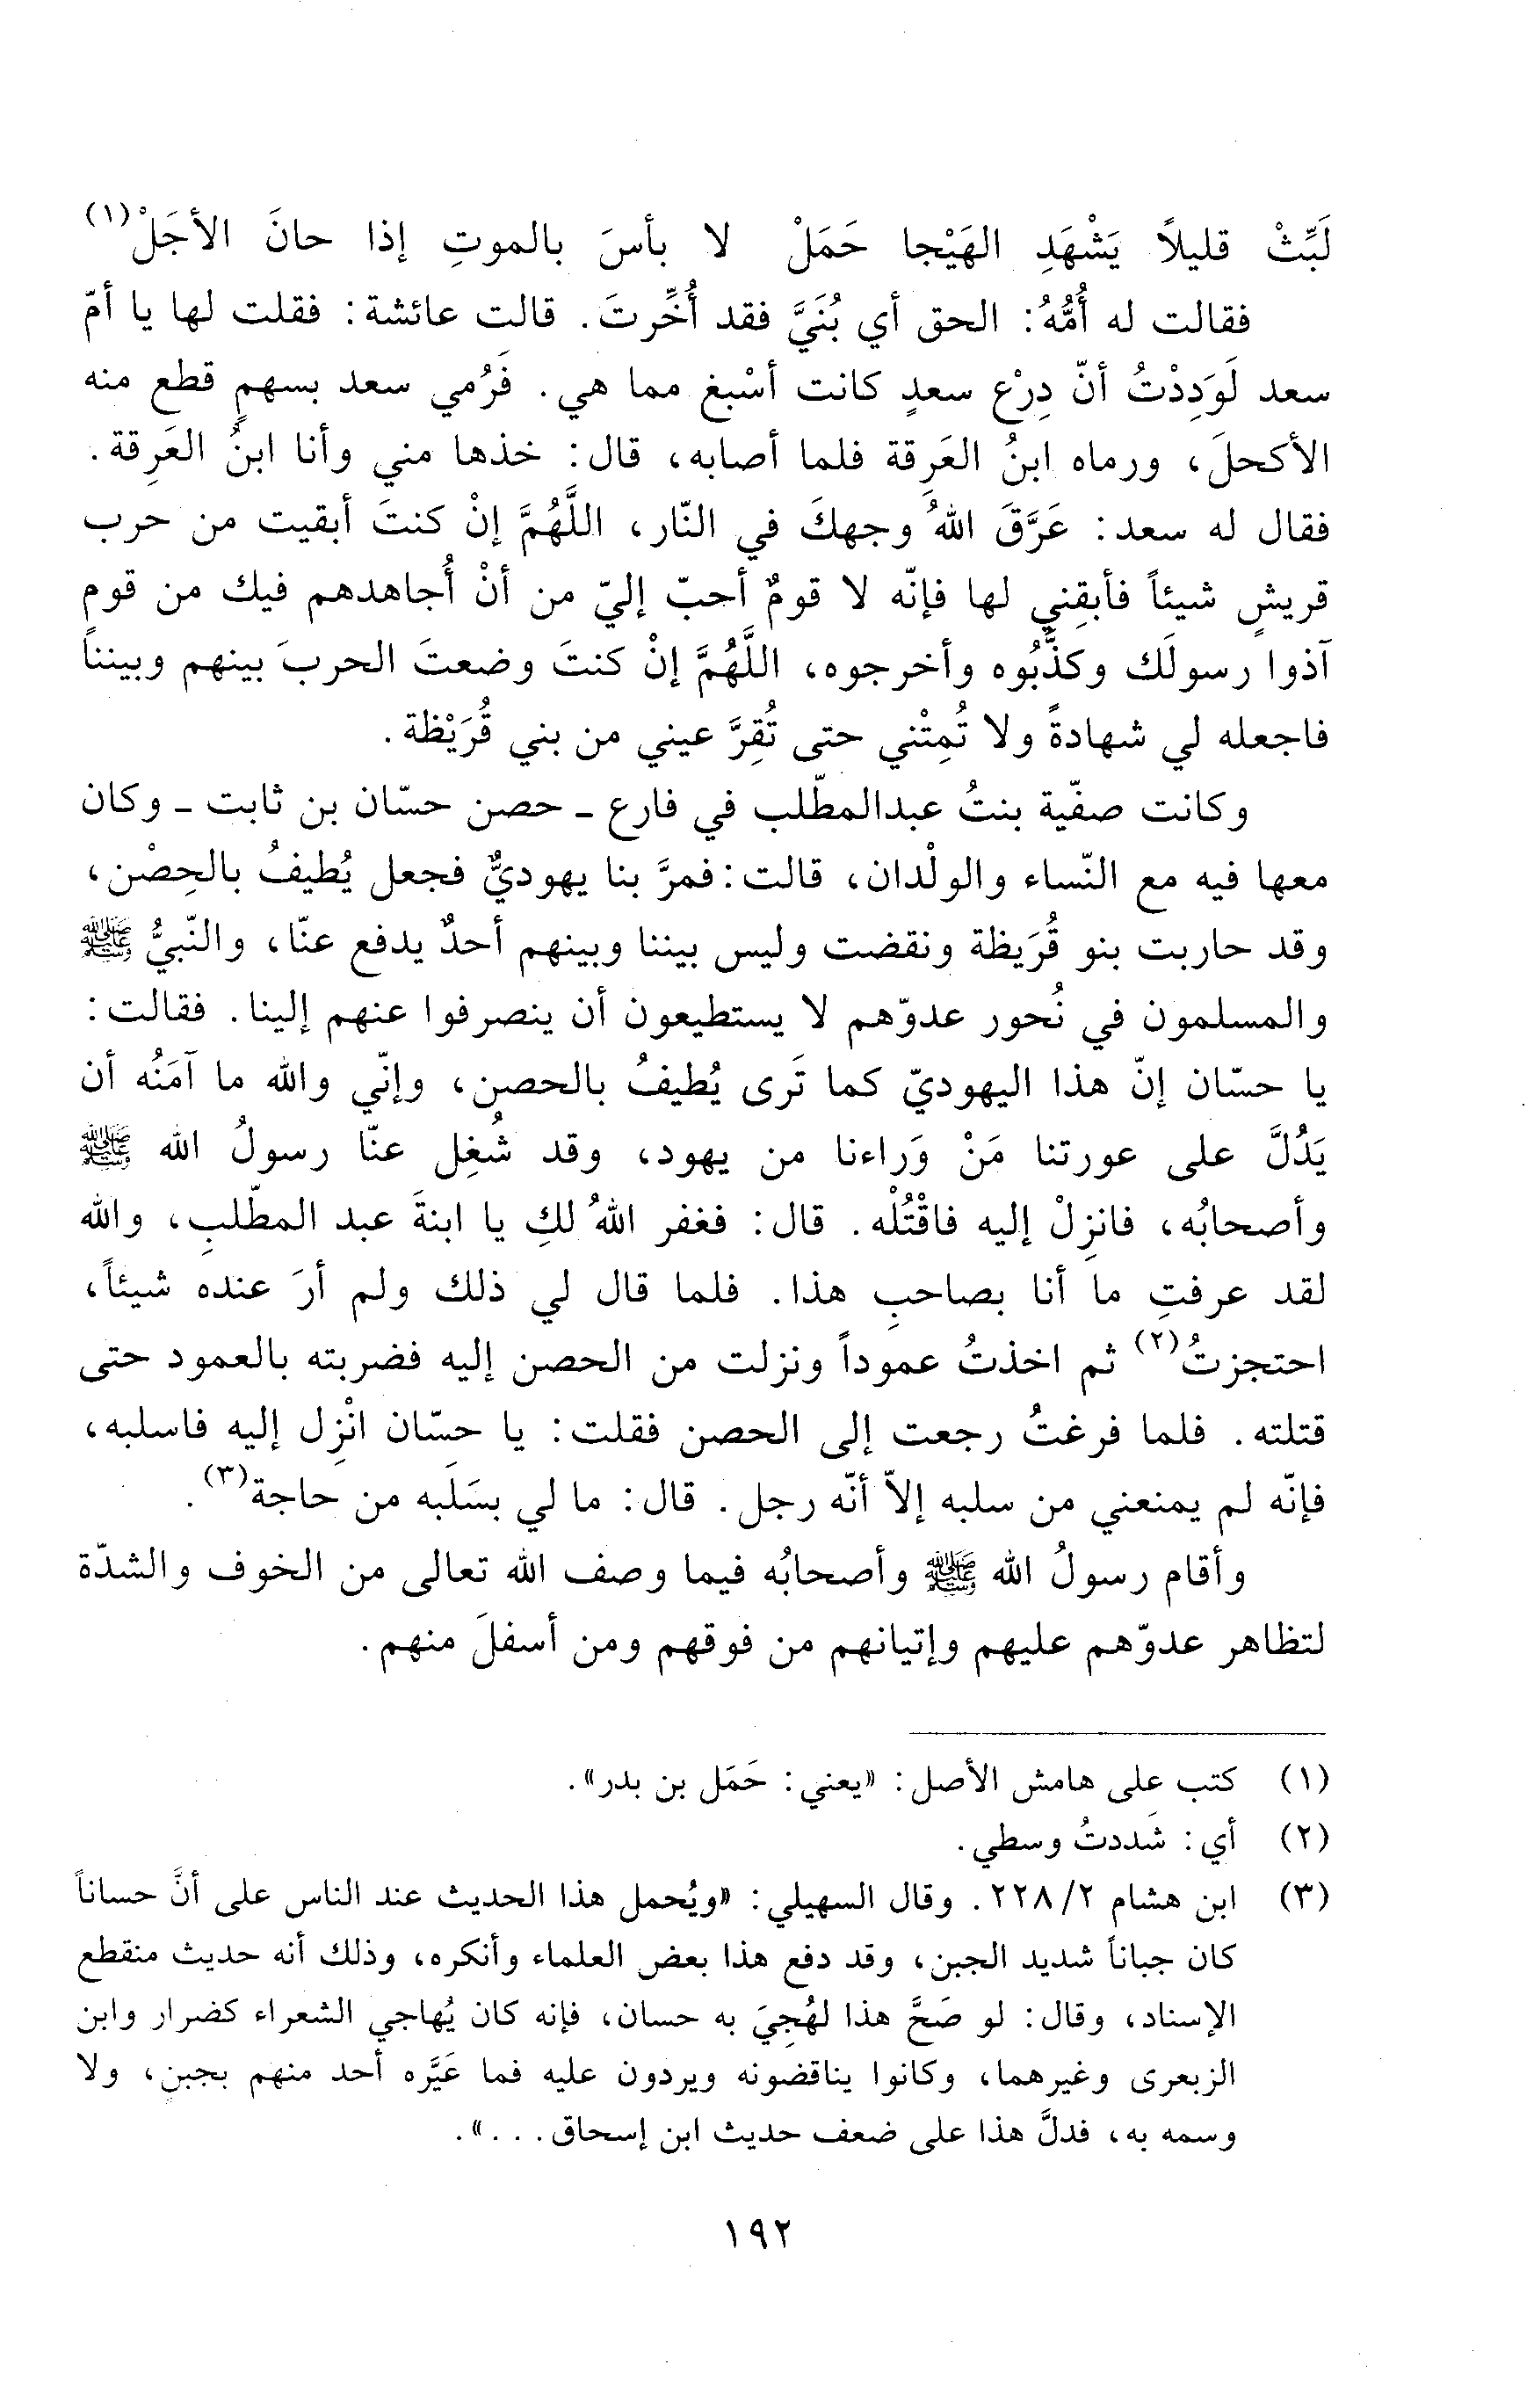 لَبِّثْ قليلاً يَشْهَدِ الهَيْجا حَمَلْ لا بأسَ بالموتِ إذا حانَ الأجَلْ(١)
فقالت له أُمُّهُ: الحق أي بُنَيَّ فقد أُخِّرتَ. قالت عائشة: فقلت لها يا أمّ
سعد لَوَدِدْتُ أنّ دِرْع سعدٍ كانت أسْبغ مما هي. فَرُمي سعد بسهمٍ قطع منه
الأكحلَ، ورماه ابنُ العَرِقة فلما أصابه، قال: خذها مني وأنا ابنُ العَرِقة.
فقال له سعد: عَرَّقَ اللهُ وجهكَ في النّار، اللَّهُمَّ إنْ كنتَ أبقيت من حرب
قريشٍ شيئاً فأبقِني لها فإنّه لا قومٌ أحبّ إليّ من أنْ أُجاهدهم فيك من قوم
آذوا رسولَك وكذَّبُوه وأخرجوه، اللَّهُمَّ إنْ كنتَ وضعتَ الحربَ بينهم وبينناً
فاجعله لي شهادةً ولا تُمِتْني حتى تُقِرَّ عيني من بني قُرَيْظة.
وكانت صفّية بنتُ عبدالمطّلب في فارع ـ حصن حسّان بن ثابت ـ وكان
معها فيه مع النّساء والولْدان، قالت: فمرَّ بنا يهوديٌّ فجعل يُطيفُ بالحِصْن،
وقد حاربت بنو قُرَيظة ونقضت وليس بيننا وبينهم أحدٌ يدفع عنّا، والنّبيُّ ﷺ
والمسلمون في نُحور عدوّهم لا يستطيعون أن ينصرفوا عنهم إلينا. فقالت:
يا حسّان إنّ هذا اليهوديّ كما تَرى يُطيفُ بالحصن، وإنّي والله ما آمَنُه أن
يَدُلَّ على عورتنا مَنْ وَراءنا من يهود، وقد شُغِل عنّا رسولُ الله ﷺ
وأصحابُه، فانزِلْ إليه فاقْتُلْه. قال: فغفر اللهُ لكِ يا ابنةَ عبد المطّلبِ، والله
لقد عرفتِ ما أنا بصاحبِ هذا. فلما قال لي ذلك ولم أرَ عنده شيئاً،
احتجزتُ(٢) ثم اخذتُ عموداً ونزلت من الحصن إليه فضربته بالعمود حتى
قتلته. فلما فرغتُ رجعت إلى الحصن فقلت: يا حسّان انْزِل إليه فاسلبه،
فإنّه لم يمنعني من سلبه إلاّ أنّه رجل. قال: ما لي بسَلَبه من حاجة(٣).
وأقام رسولُ الله ﷺ وأصحابُه فيما وصف الله تعالى من الخوف والشدّة
لتظاهر عدوّهم عليهم وإتيانهم من فوقهم ومن أسفلَ منهم.
(١) كتب على هامش الأصل: «يعني: حَمَل بن بدر».
(٢) أي: شَددتُ وسطي.
(٣) ابن هشام ٢/ ٢٢٨. وقال السهيلي: «ويُحمل هذا الحديث عند الناس على أنَّ حساناً
كان جباناً شديد الجبن، وقد دفع هذا بعض العلماء وأنكره، وذلك أنه حديث منقطع
الإسناد، وقال: لو صَحَّ هذا لهُجِيَ به حسان، فإنه كان يُهاجي الشعراء كضرار وابن
الزبعرى وغيرهما، وكانوا يناقضونه ويردون عليه فما عَيَّره أحد منهم بجبنٍ، ولا
وسمه به، فدلَّ هذا على ضعف حديث ابن إسحاق...».
١٩٢